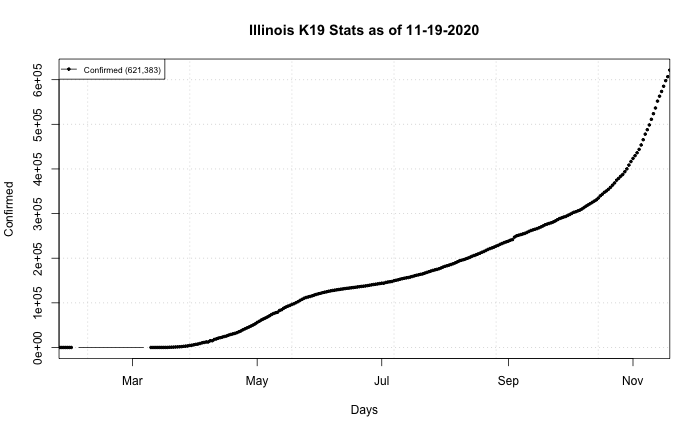 Illinois K19 Stats as of 11-19-2020
Confirmed (621,383)
6e+05
5e+05
4e+05
3e+05
2e+05
1e+05
0e+00
Confirmed
Mar
May
Jul
Sep
Nov
Days